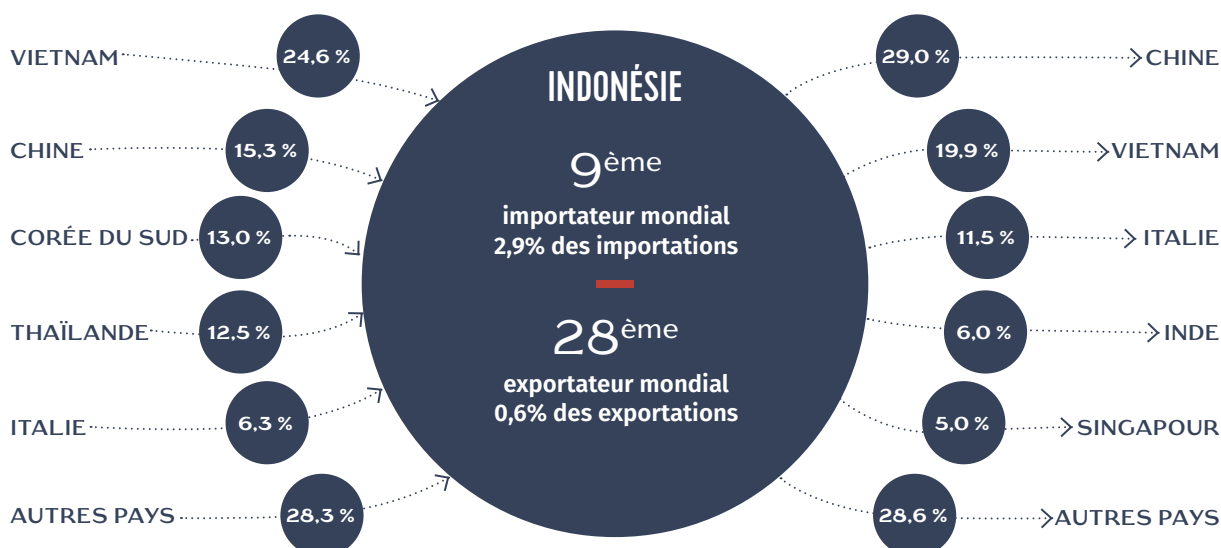 VIETNAM
24,6 %
CHINE
15,3 %
CORÉE DU SUD
13,0 %
THAÏLANDE
12,5 %
ITALIE
6,3 %
AUTRES PAYS
28,3 %
INDONÉSIE
9ème
importateur mondial
2,9% des importations
28ème
exportateur mondial
0,6% des exportations
29,0 %
CHINE
19,9 %
VIETNAM
11,5 %
ITALIE
6,0 %
INDE
5,0 %
SINGAPOUR
28,6 %
AUTRES PAYS